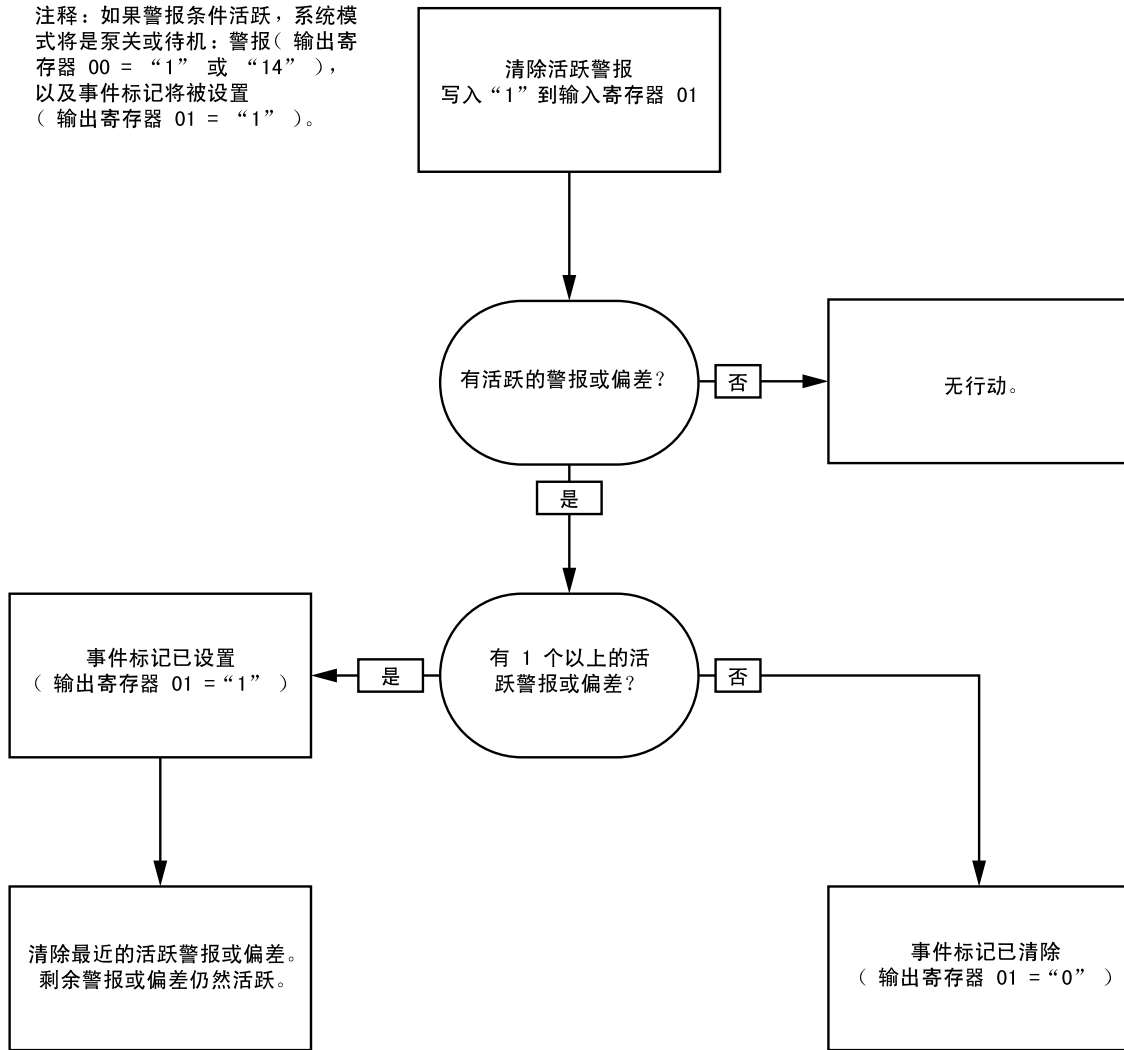 注释：如果警报条件活跃，系统模
式将是泵关或待机：警报（ 输出寄
存器 00 = “1” 或 “14” ），
以及事件标记将被设置
（ 输出寄存器 01 = “1” ）。
清除活跃警报
写入“1”到输入寄存器 01
有活跃的警报或偏差？
否
无行动。
是
有 1 个以上的活
跃警报或偏差？
是
否
事件标记已设置
（ 输出寄存器 01 =“1” ）
清除最近的活跃警报或偏差。
剩余警报或偏差仍然活跃。
事件标记已清除
（ 输出寄存器 01 =“0” ）